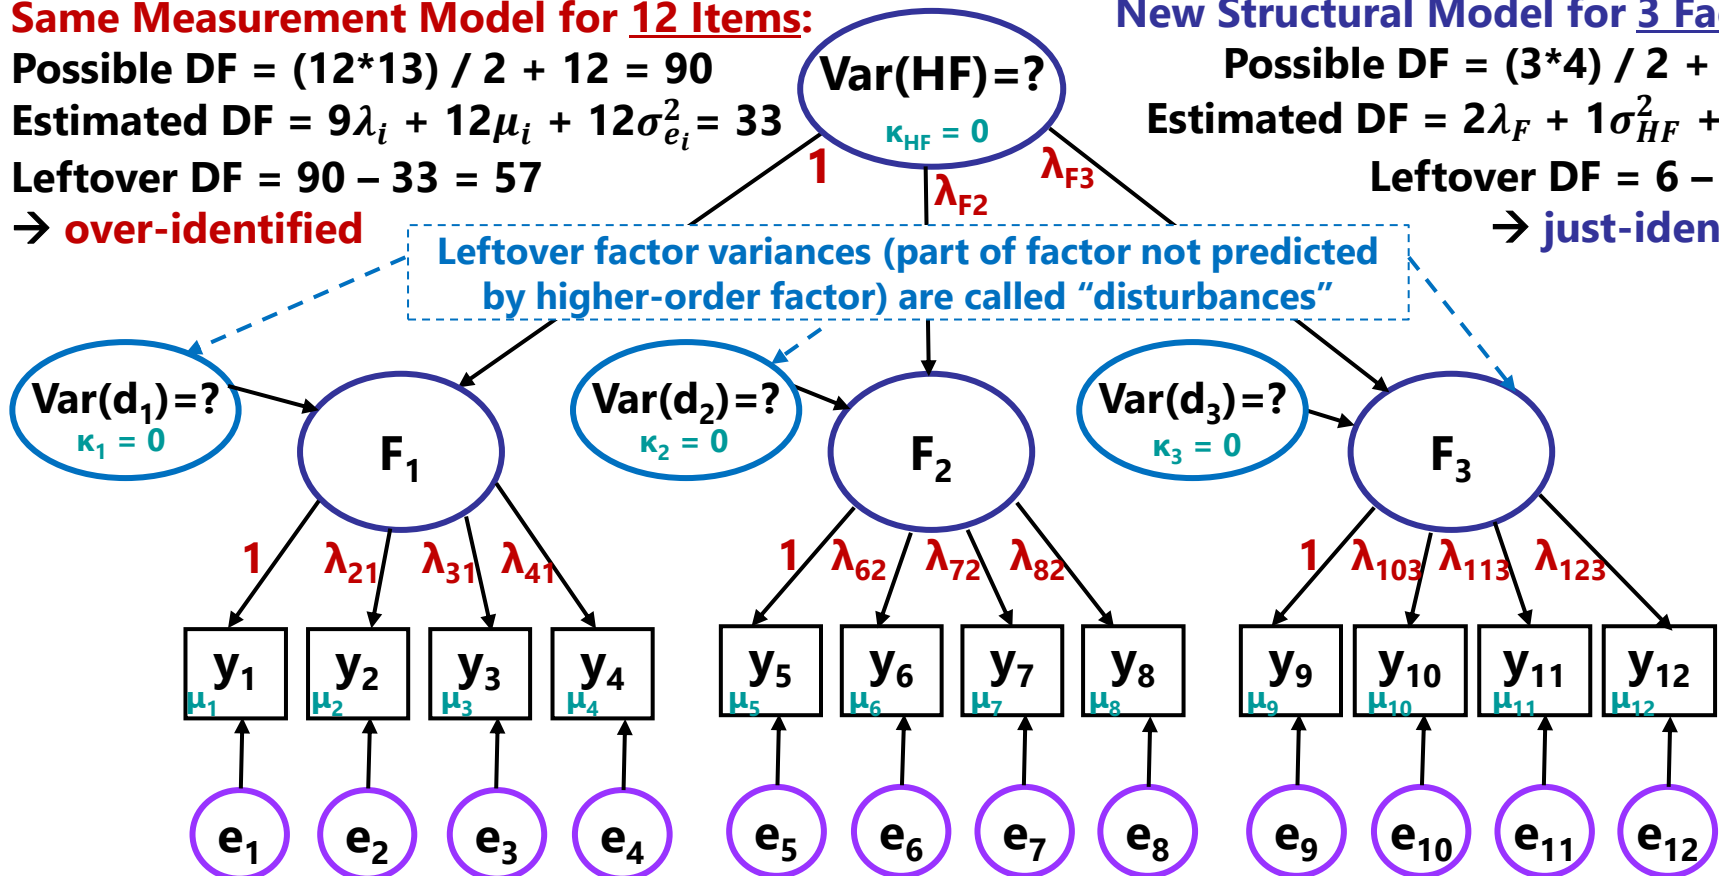 Same Measurement Model for 12 Items:
Possible DF = (12*13) / 2 + 12 = 90
Estimated DF = 9λᵢ + 12μᵢ + 12σ²ₑᵢ = 33
Leftover DF = 90 – 33 = 57
→ over-identified
New Structural Model for 3 Fa
Possible DF = (3*4) / 2 +
Estimated DF = 2λ_F + 1σ²_HF +
Leftover DF = 6 –
→ just-iden
Var(HF)=?
κ_HF = 0
1
λ_F2
λ_F3
Leftover factor variances (part of factor not predicted
by higher-order factor) are called “disturbances”
Var(d₁)=?
κ₁ = 0
Var(d₂)=?
κ₂ = 0
Var(d₃)=?
κ₃ = 0
F₁
F₂
F₃
1 λ₂₁ λ₃₁ λ₄₁
1 λ₆₂ λ₇₂ λ₈₂
1 λ₁₀₃ λ₁₁₃ λ₁₂₃
y₁ y₂ y₃ y₄ y₅ y₆ y₇ y₈ y₉ y₁₀ y₁₁ y₁₂
μ₁ μ₂ μ₃ μ₄ μ₅ μ₆ μ₇ μ₈ μ₉ μ₁₀ μ₁₁ μ₁₂
e₁ e₂ e₃ e₄ e₅ e₆ e₇ e₈ e₉ e₁₀ e₁₁ e₁₂